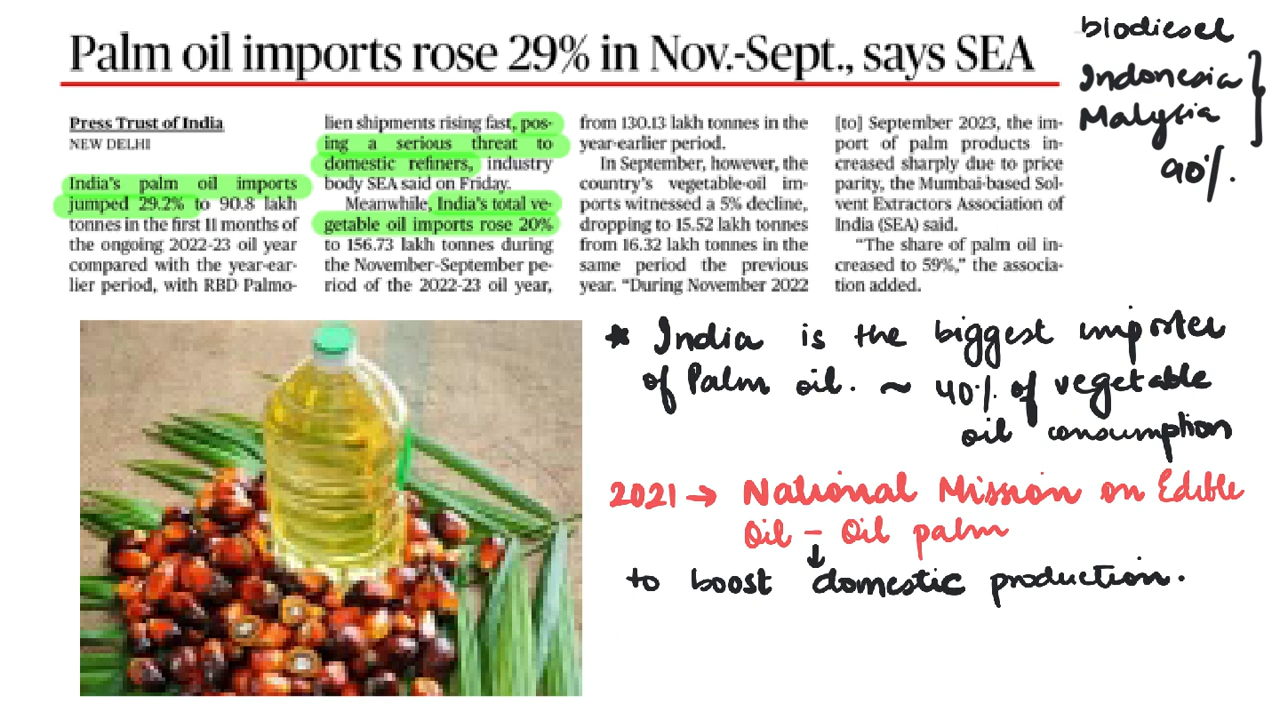 Palm oil imports rose 29% in Nov.-Sept., says SEA
Press Trust of India
NEW DELHI
India's palm oil imports
jumped 29.2% to 90.8 lakh
tonnes in the first 11 months of
the ongoing 2022-23 oil year
compared with the year-ear-
lier period, with RBD Palmo-
lien shipments rising fast, pos-
ing a serious threat to
domestic refiners, industry
body SEA said on Friday.
Meanwhile, India's total ve-
getable oil imports rose 20%
to 156.73 lakh tonnes during
the November-September pe-
riod of the 2022-23 oil year,
from 130.13 lakh tonnes in the
year-earlier period.
In September, however, the
country's vegetable-oil im-
ports witnessed a 5% decline,
dropping to 15.52 lakh tonnes
from 16.32 lakh tonnes in the
same period the previous
year. "During November 2022
[to] September 2023, the im-
port of palm products in-
creased sharply due to price
parity, the Mumbai-based Sol-
vent Extractors Association of
India (SEA) said.
"The share of palm oil in-
creased to 59%," the associa-
tion added.
biodiesel
Indonesia
Malysia
90%.
* India is the biggest importer
of Palm oil. ~ 40% of vegetable
oil consumption
2021 → National Mission on Edible
Oil - Oil palm
↓
to boost domestic production.